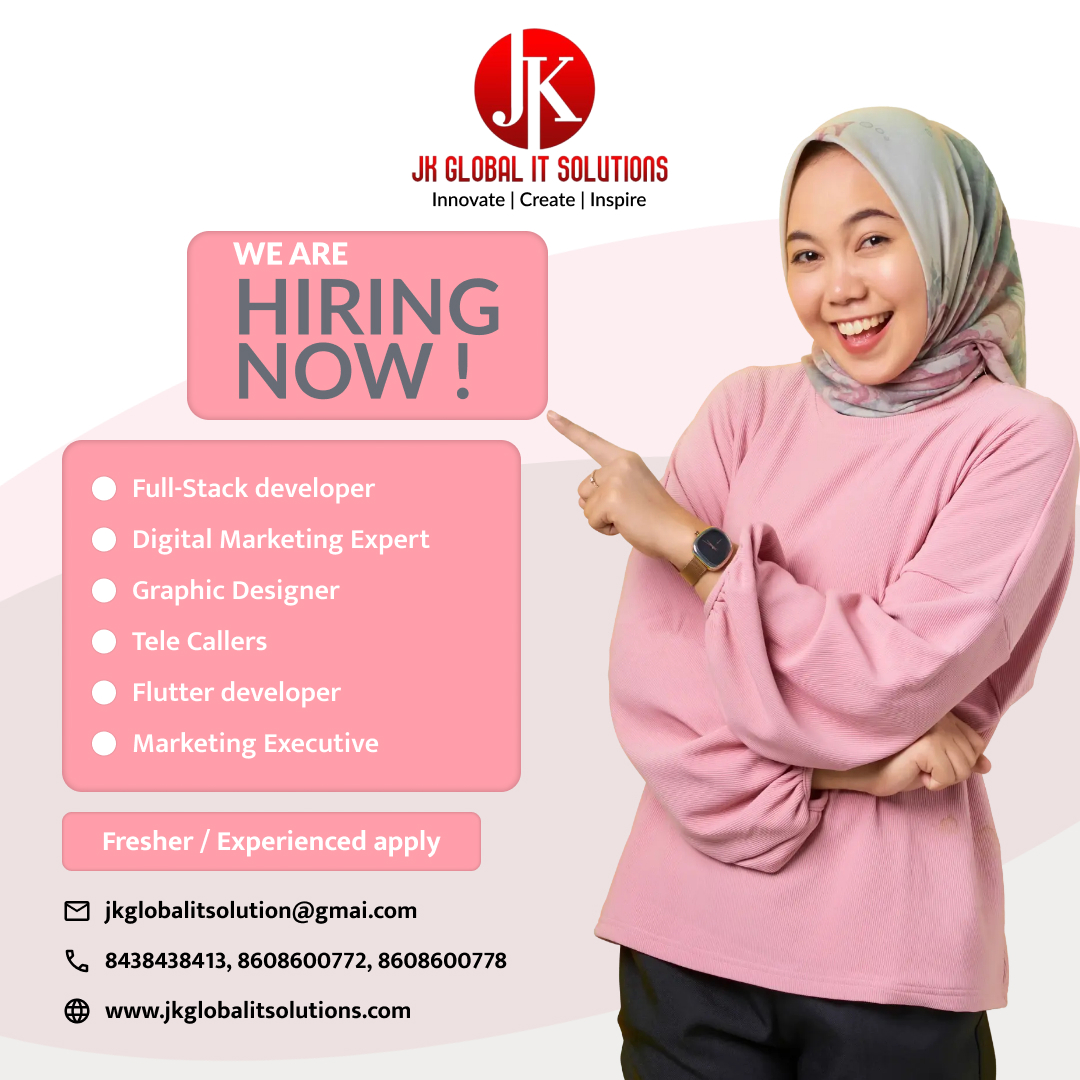 JK
JK GLOBAL IT SOLUTIONS
Innovate | Create | Inspire
WE ARE
HIRING
NOW !
Full-Stack developer
Digital Marketing Expert
Graphic Designer
Tele Callers
Flutter developer
Marketing Executive
Fresher / Experienced apply
jkglobalitsolution@gmai.com
8438438413, 8608600772, 8608600778
www.jkglobalitsolutions.com